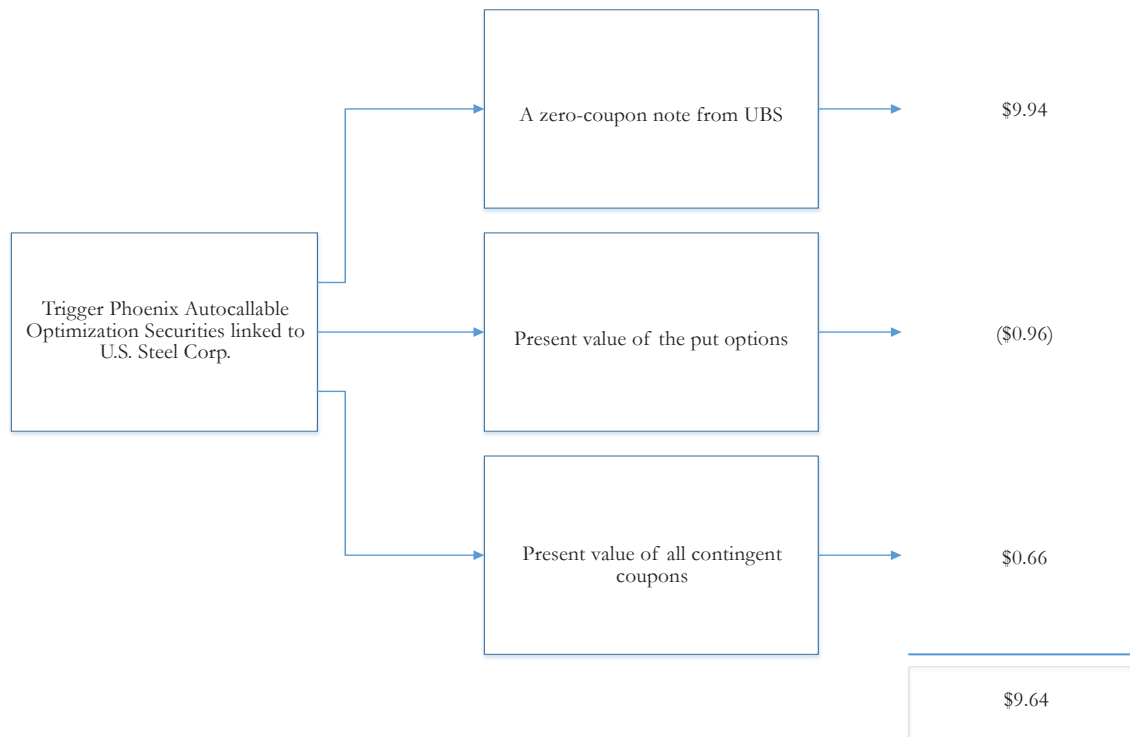 A zero-coupon note from UBS
$9.94
Trigger Phoenix Autocallable
Optimization Securities linked to
U.S. Steel Corp.
Present value of the put options
($0.96)
Present value of all contingent
coupons
$0.66
$9.64